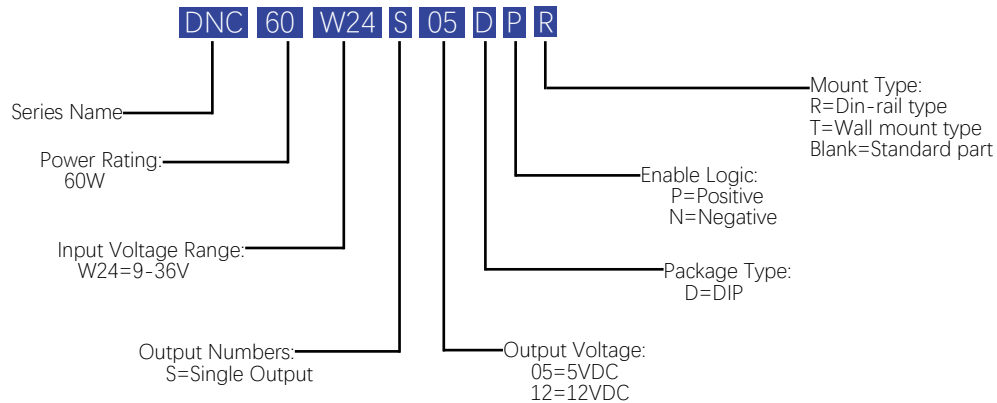 DNC 60 W24 S 05 D P R
Series Name
Power Rating:
60W
Input Voltage Range:
W24=9-36V
Output Numbers:
S=Single Output
Output Voltage:
05=5VDC
12=12VDC
Package Type:
D=DIP
Enable Logic:
P=Positive
N=Negative
Mount Type:
R=Din-rail type
T=Wall mount type
Blank=Standard part